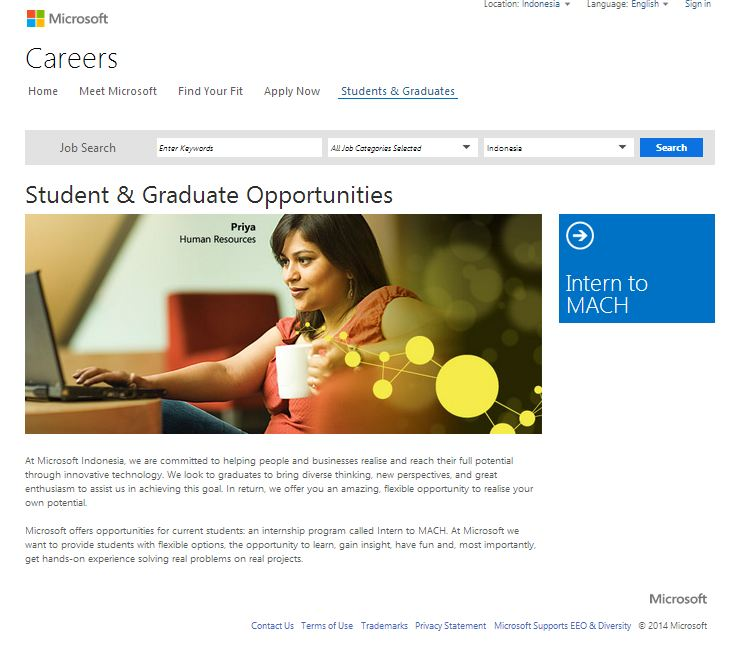 Location: Indonesia Language: English Sign in
Microsoft
Careers
Home Meet Microsoft Find Your Fit Apply Now Students & Graduates
Job Search Enter Keywords All Job Categories Selected Indonesia Search
Student & Graduate Opportunities
Priya
Human Resources
Intern to
MACH
At Microsoft Indonesia, we are committed to helping people and businesses realise and reach their full potential
through innovative technology. We look to graduates to bring diverse thinking, new perspectives, and great
enthusiasm to assist us in achieving this goal. In return, we offer you an amazing, flexible opportunity to realise your
own potential.
Microsoft offers opportunities for current students: an internship program called Intern to MACH. At Microsoft we
want to provide students with flexible options, the opportunity to learn, gain insight, have fun and, most importantly,
get hands-on experience solving real problems on real projects.
Microsoft
Contact Us Terms of Use Trademarks Privacy Statement Microsoft Supports EEO & Diversity © 2014 Microsoft